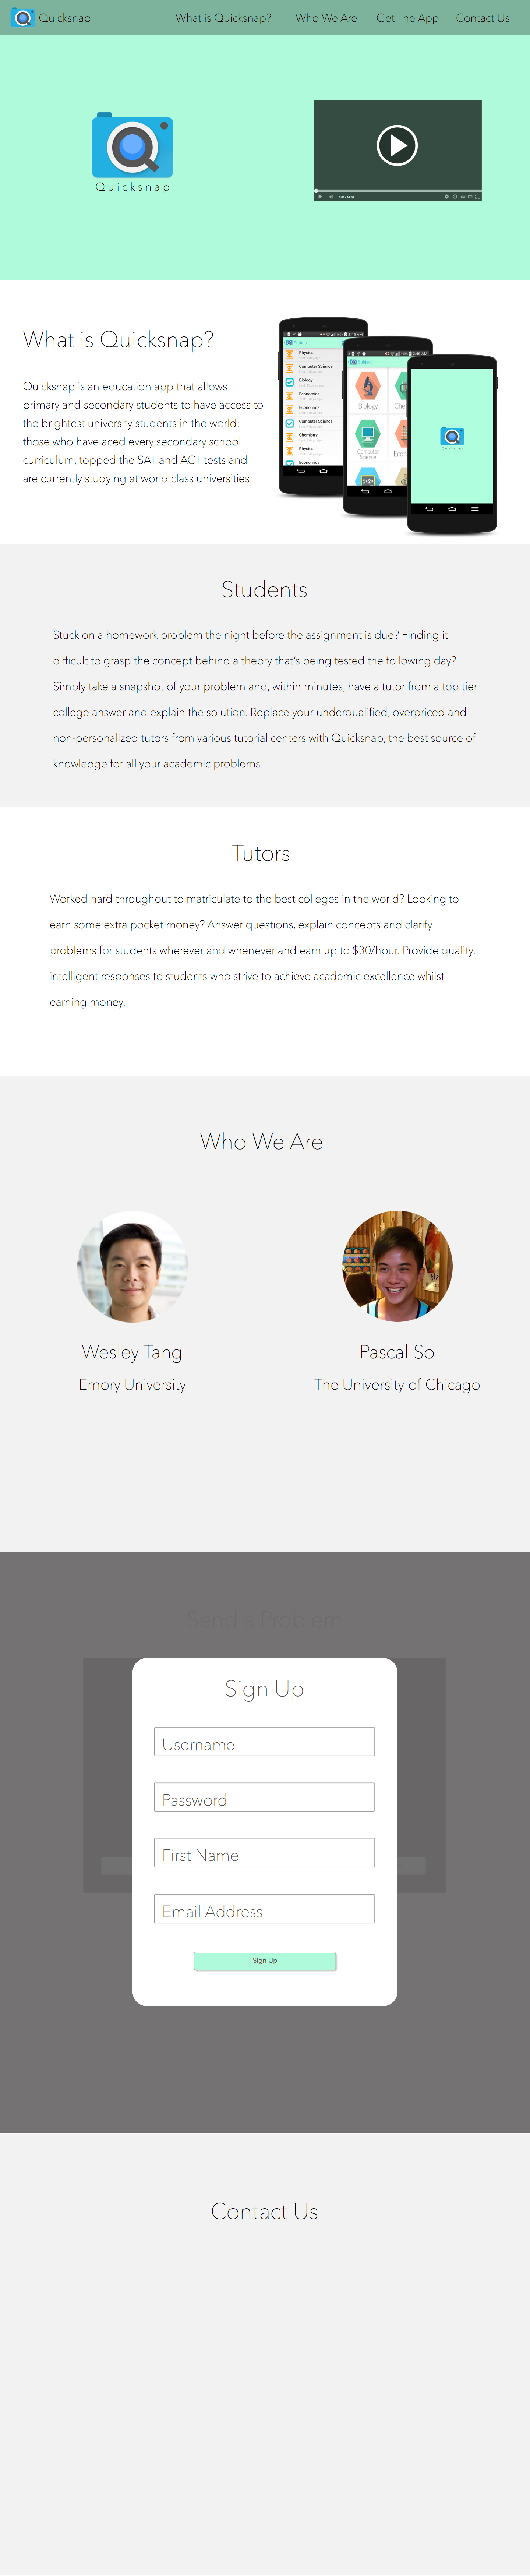 Quicksnap
What is Quicksnap?
Who We Are
Get The App
Contact Us
Quicksnap
What is Quicksnap?
Quicksnap is an education app that allows
primary and secondary students to have access to
the brightest university students in the world:
those who have aced every secondary school
curriculum, topped the SAT and ACT tests and
are currently studying at world class universities.
Physics
Computer Science
Biology
Economics
Economics
Computer Science
Chemistry
Physics
Economics
Biology
Computer
Science
Quicksnap
Students
Stuck on a homework problem the night before the assignment is due? Finding it
difficult to grasp the concept behind a theory that's being tested the following day?
Simply take a snapshot of your problem and, within minutes, have a tutor from a top tier
college answer and explain the solution. Replace your underqualified, overpriced and
non-personalized tutors from various tutorial centers with Quicksnap, the best source of
knowledge for all your academic problems.
Tutors
Worked hard throughout to matriculate to the best colleges in the world? Looking to
earn some extra pocket money? Answer questions, explain concepts and clarify
problems for students wherever and whenever and earn up to $30/hour. Provide quality,
intelligent responses to students who strive to achieve academic excellence whilst
earning money.
Who We Are
Wesley Tang
Emory University
Pascal So
The University of Chicago
Send a Problem
Sign Up
Username
Password
First Name
Email Address
Sign Up
Contact Us